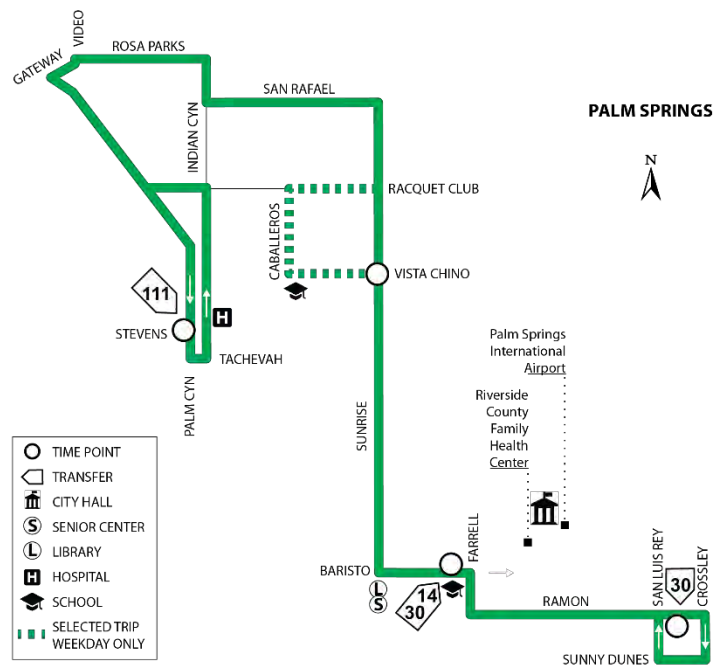 VIDEO
GATEWAY
ROSA PARKS
INDIAN CYN
SAN RAFAEL
PALM SPRINGS
N
RACQUET CLUB
CABALLEROS
VISTA CHINO
111
STEVENS
H
TACHEVAH
PALM CYN
SUNRISE
Palm Springs
International
Airport
Riverside
County
Family
Health
Center
TIME POINT
TRANSFER
CITY HALL
S SENIOR CENTER
L LIBRARY
H HOSPITAL
SCHOOL
SELECTED TRIP
WEEKDAY ONLY
BARISTO
L
S
14
30
FARRELL
RAMON
SAN LUIS REY
30
CROSSLEY
SUNNY DUNES